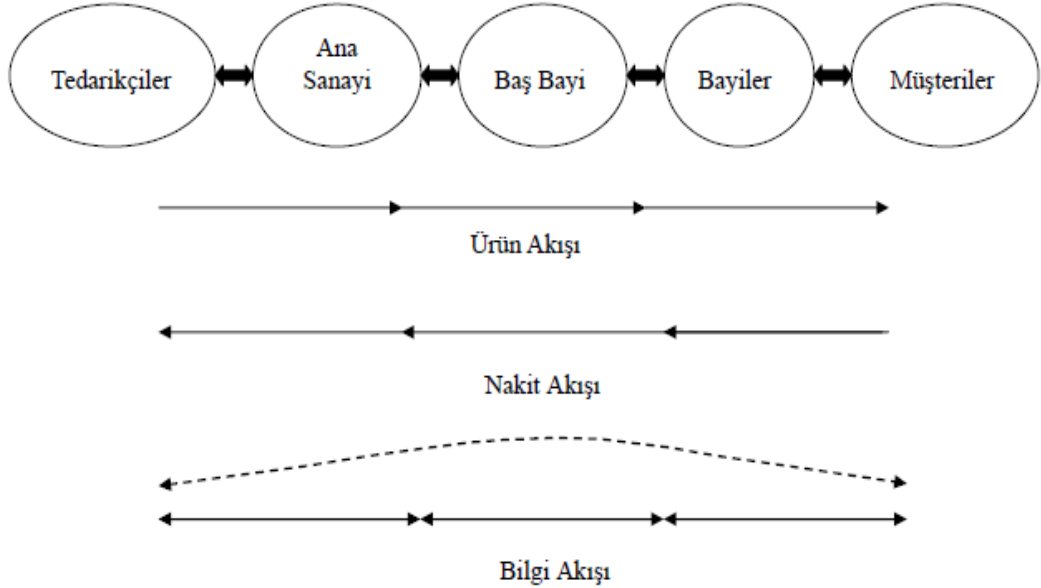 Tedarikçiler
Ana
Sanayi
Baş Bayi
Bayiler
Müşteriler
Ürün Akışı
Nakit Akışı
Bilgi Akışı